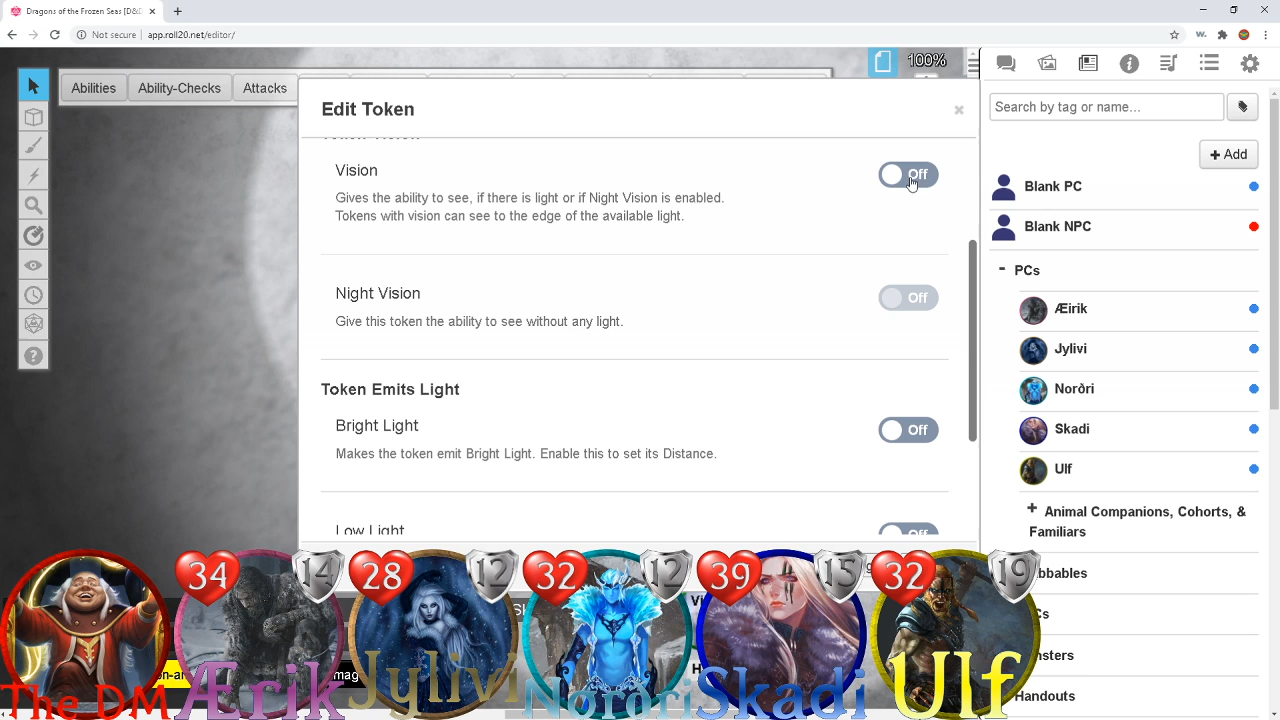 Dragons of the Frozen Seas [D&D
Not secure
app.roll20.net/editor/
100%
Abilities
Ability-Checks
Attacks
Edit Token
Vision
Off
Gives the ability to see, if there is light or if Night Vision is enabled.
Tokens with vision can see to the edge of the available light.
Night Vision
Off
Give this token the ability to see without any light.
Token Emits Light
Bright Light
Off
Makes the token emit Bright Light. Enable this to set its Distance.
Low Light
Search by tag or name...
+ Add
Blank PC
Blank NPC
- PCs
Æirik
Jylivi
Norðri
Skadi
Ulf
+ Animal Companions, Cohorts, &
Familiars
bbables
Cs
nsters
Handouts
34
14
28
12
32
12
39
15
32
19
The DM
Ærik
Jylivi
Norðri
Skadi
Ulf